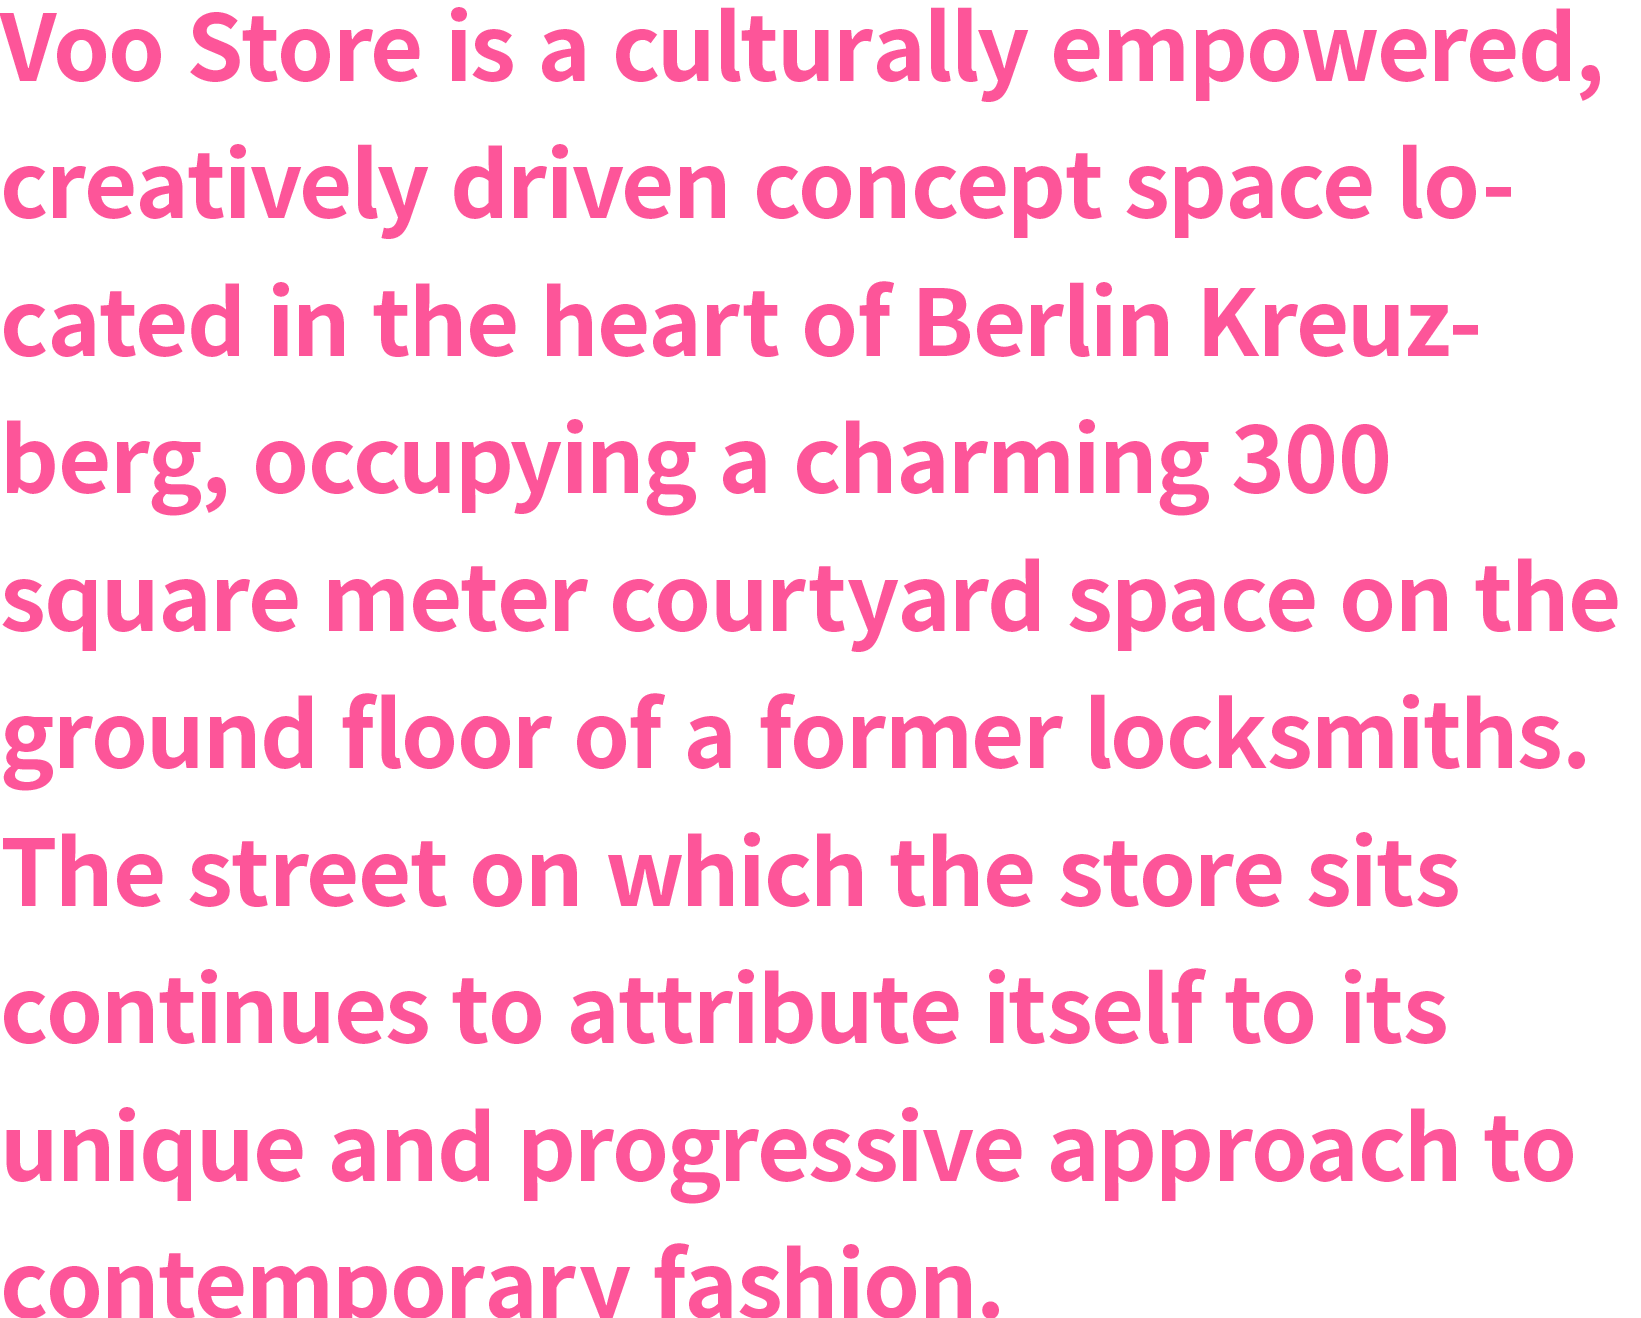 Voo Store is a culturally empowered,
creatively driven concept space lo-
cated in the heart of Berlin Kreuz-
berg, occupying a charming 300
square meter courtyard space on the
ground floor of a former locksmiths.
The street on which the store sits
continues to attribute itself to its
unique and progressive approach to
contemporary fashion.